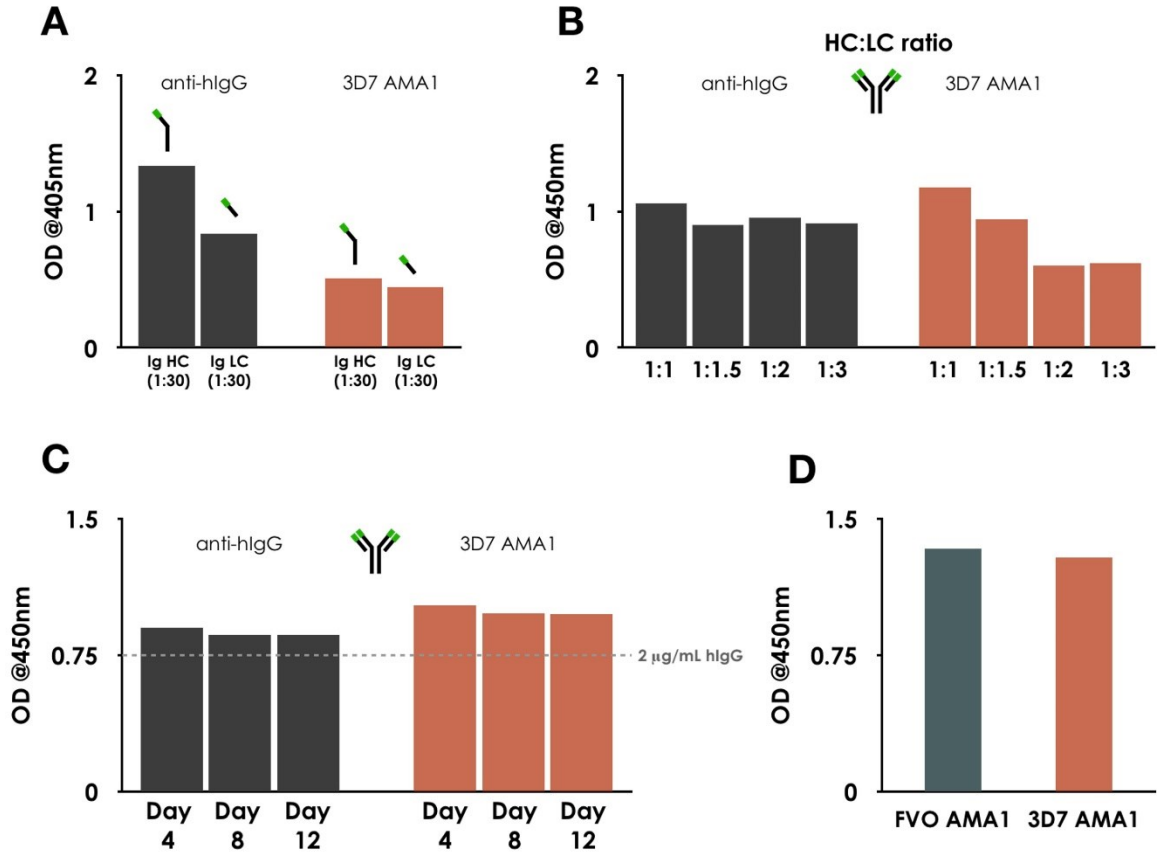 A
2
anti-hIgG
3D7 AMA1
OD @405nm
1
0
Ig HC
(1:30)
Ig LC
(1:30)
Ig HC
(1:30)
Ig LC
(1:30)
B
HC:LC ratio
2
anti-hIgG
3D7 AMA1
OD @450nm
1
0
1:1 1:1.5 1:2 1:3
1:1 1:1.5 1:2 1:3
C
1.5
anti-hIgG
3D7 AMA1
OD @450nm
0.75
2 µg/mL hIgG
0
Day
4
Day
8
Day
12
Day
4
Day
8
Day
12
D
1.5
OD @450nm
0.75
0
FVO AMA1 3D7 AMA1